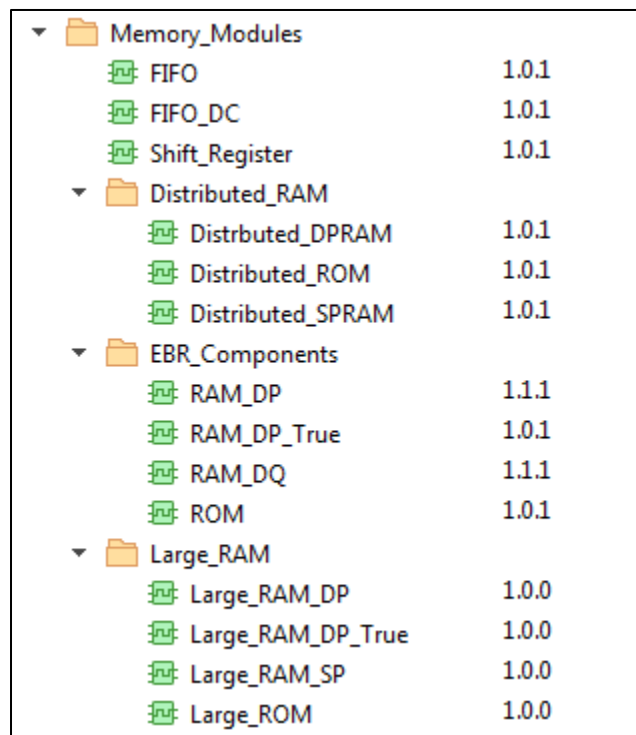 Memory_Modules
FIFO 1.0.1
FIFO_DC 1.0.1
Shift_Register 1.0.1
Distributed_RAM
Distrbuted_DPRAM 1.0.1
Distributed_ROM 1.0.1
Distributed_SPRAM 1.0.1
EBR_Components
RAM_DP 1.1.1
RAM_DP_True 1.0.1
RAM_DQ 1.1.1
ROM 1.0.1
Large_RAM
Large_RAM_DP 1.0.0
Large_RAM_DP_True 1.0.0
Large_RAM_SP 1.0.0
Large_ROM 1.0.0